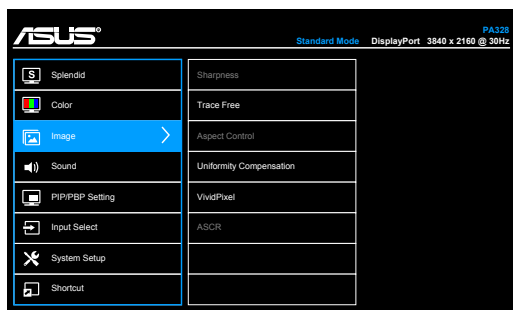 ASUS
PA328
Standard Mode DisplayPort 3840 x 2160 @ 30Hz
S Splendid
Color
Image
Sound
PIP/PBP Setting
Input Select
System Setup
Shortcut
Sharpness
Trace Free
Aspect Control
Uniformity Compensation
VividPixel
ASCR